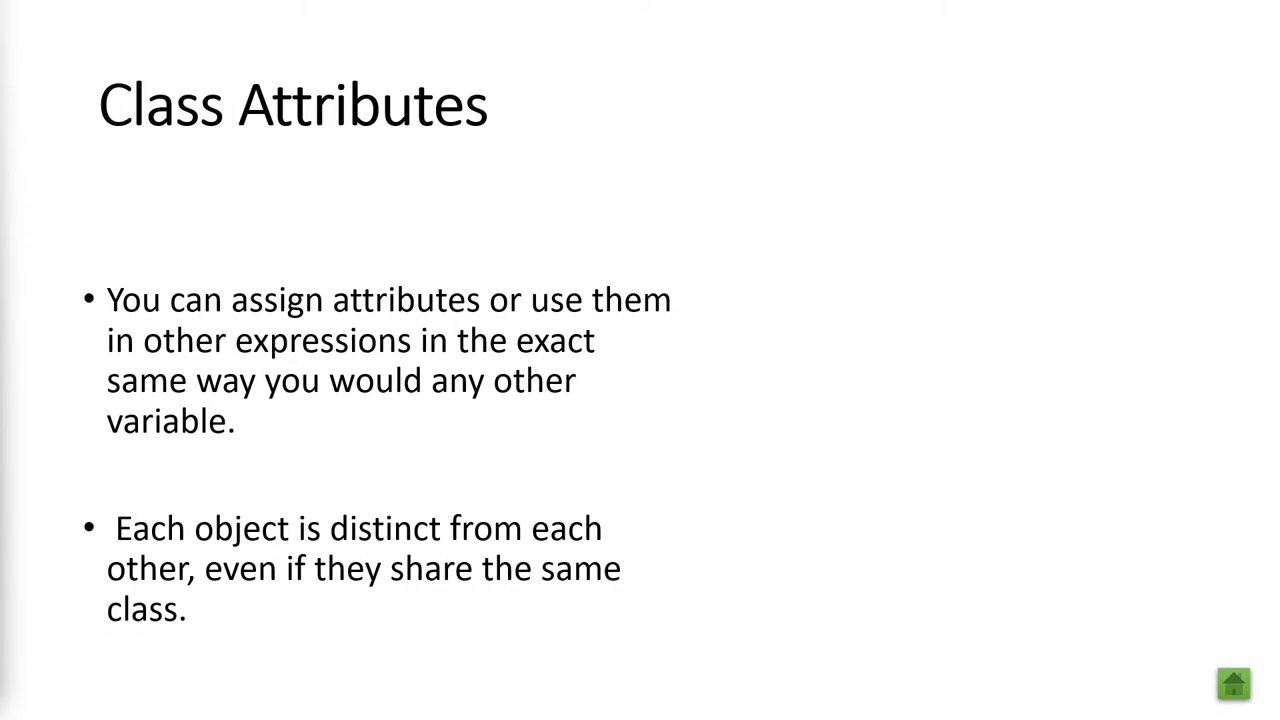 Class Attributes
• You can assign attributes or use them
in other expressions in the exact
same way you would any other
variable.
• Each object is distinct from each
other, even if they share the same
class.